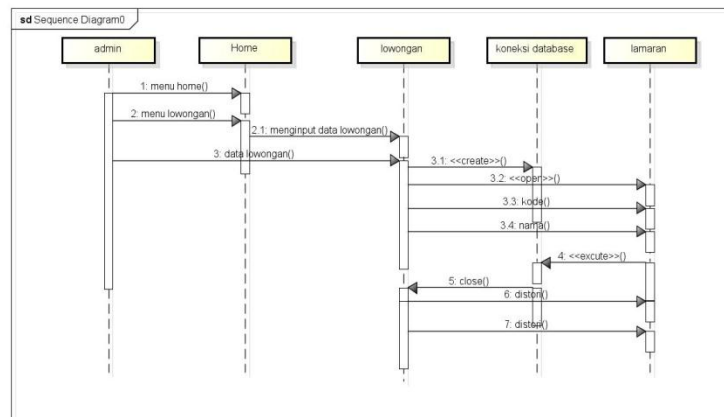 sd Sequence Diagram0
admin
Home
lowongan
koneksi database
lamaran
1: menu home()
2: menu lowongan()
2.1: menginput data lowongan()
3: data lowongan()
3.1: <<create>>()
3.2: <<open>>()
3.3: kode()
3.4: nama()
4: <<excute>>()
5: close()
6: distori()
7: distori()